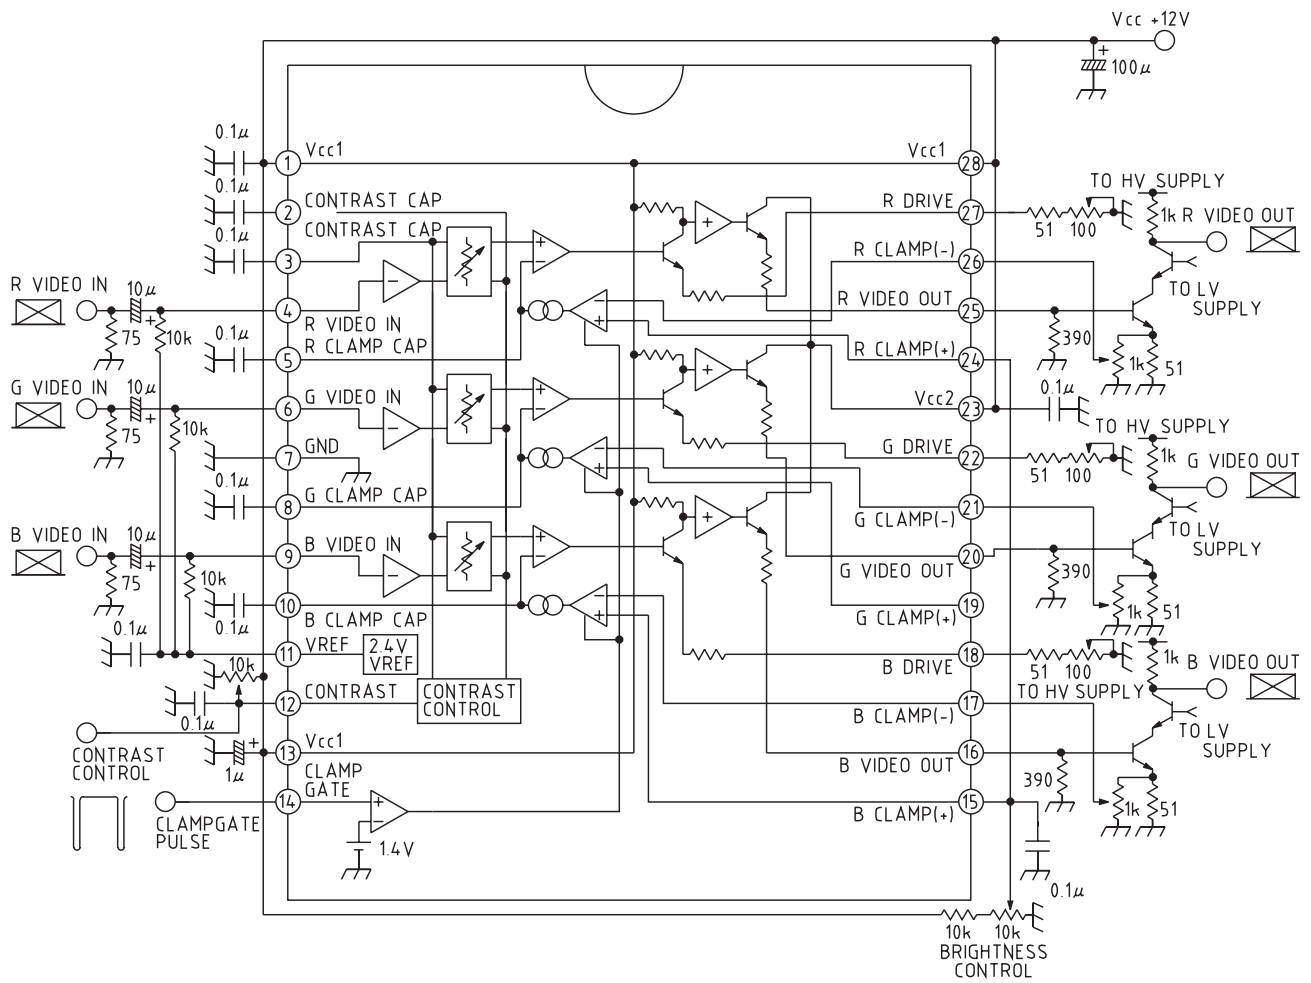 Vcc +12V
+
100μ
0.1μ
1 Vcc1
Vcc1 28
0.1μ
2 CONTRAST CAP
R DRIVE 27
51 100
TO HV SUPPLY
1k R VIDEO OUT
0.1μ
3 CONTRAST CAP
R CLAMP(-) 26
TO LV
SUPPLY
R VIDEO IN
10μ
+
75
10k
4
R VIDEO IN
R VIDEO OUT 25
390
1k 51
R CLAMP CAP
0.1μ
5
R CLAMP(+) 24
G VIDEO IN
10μ
+
75
10k
6 G VIDEO IN
Vcc2 23
0.1μ
TO HV SUPPLY
7 GND
G DRIVE 22
51 100
1k G VIDEO OUT
0.1μ
8
G CLAMP CAP
21
G CLAMP(-)
TO LV
SUPPLY
B VIDEO IN
10μ
+
75
10k
9 B VIDEO IN
20
G VIDEO OUT
390
1k 51
0.1μ
10
B CLAMP CAP
19
G CLAMP(+)
0.1μ
11 VREF
2.4V
VREF
18
B DRIVE
51 100
TO HV SUPPLY
1k B VIDEO OUT
10k
0.1μ
12 CONTRAST
CONTRAST
CONTROL
17
B CLAMP(-)
TO LV
SUPPLY
CONTRAST
CONTROL
1μ
+
13 Vcc1
16
B VIDEO OUT
390
1k 51
CLAMP
GATE
14
15
B CLAMP(+)
CLAMPGATE
PULSE
1.4V
0.1μ
10k 10k
BRIGHTNESS
CONTROL